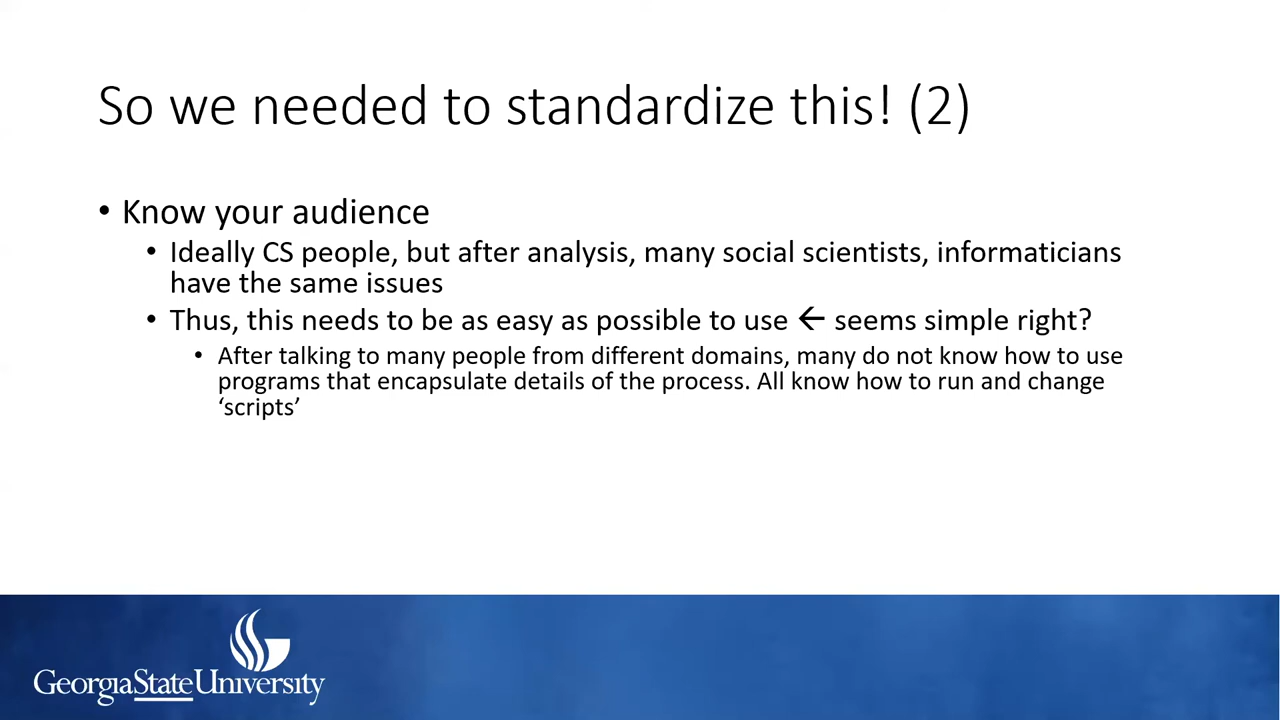 So we needed to standardize this! (2)
• Know your audience
• Ideally CS people, but after analysis, many social scientists, informaticians
have the same issues
• Thus, this needs to be as easy as possible to use ← seems simple right?
• After talking to many people from different domains, many do not know how to use
programs that encapsulate details of the process. All know how to run and change
‘scripts’
GeorgiaStateUniversity